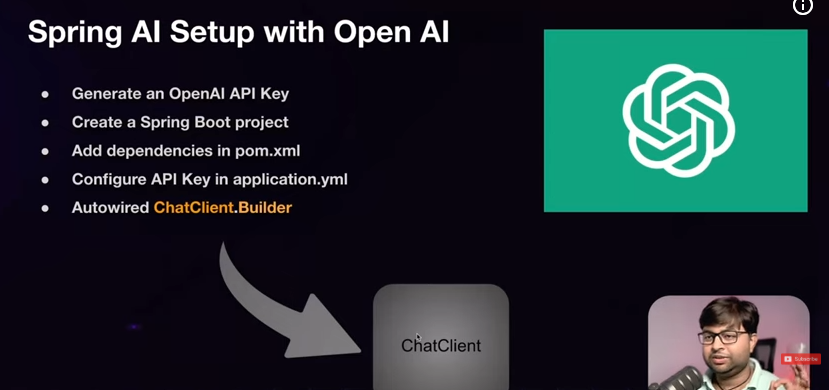 Spring AI Setup with Open AI
● Generate an OpenAI API Key
● Create a Spring Boot project
● Add dependencies in pom.xml
● Configure API Key in application.yml
● Autowired ChatClient.Builder
ChatClient
Subscribe